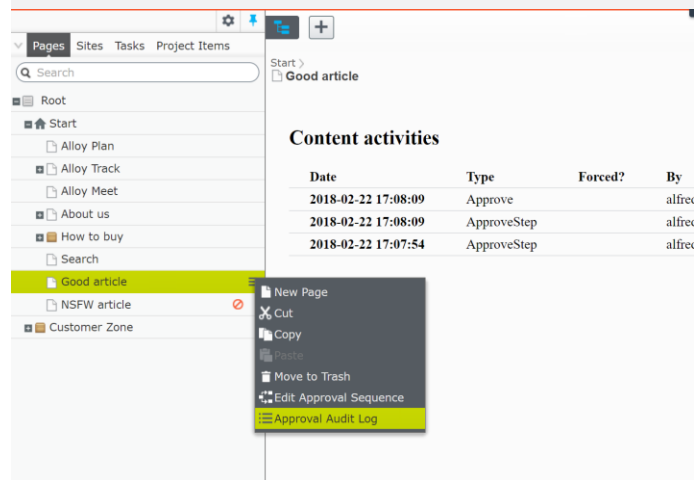 Pages Sites Tasks Project Items
Search
Root
Start
Alloy Plan
Alloy Track
Alloy Meet
About us
How to buy
Search
Good article
NSFW article
Customer Zone
New Page
Cut
Copy
Paste
Move to Trash
Edit Approval Sequence
Approval Audit Log
Start
Good article
Content activities
Date Type Forced? By
2018-02-22 17:08:09 Approve alfred
2018-02-22 17:08:09 ApproveStep alfred
2018-02-22 17:07:54 ApproveStep alfred